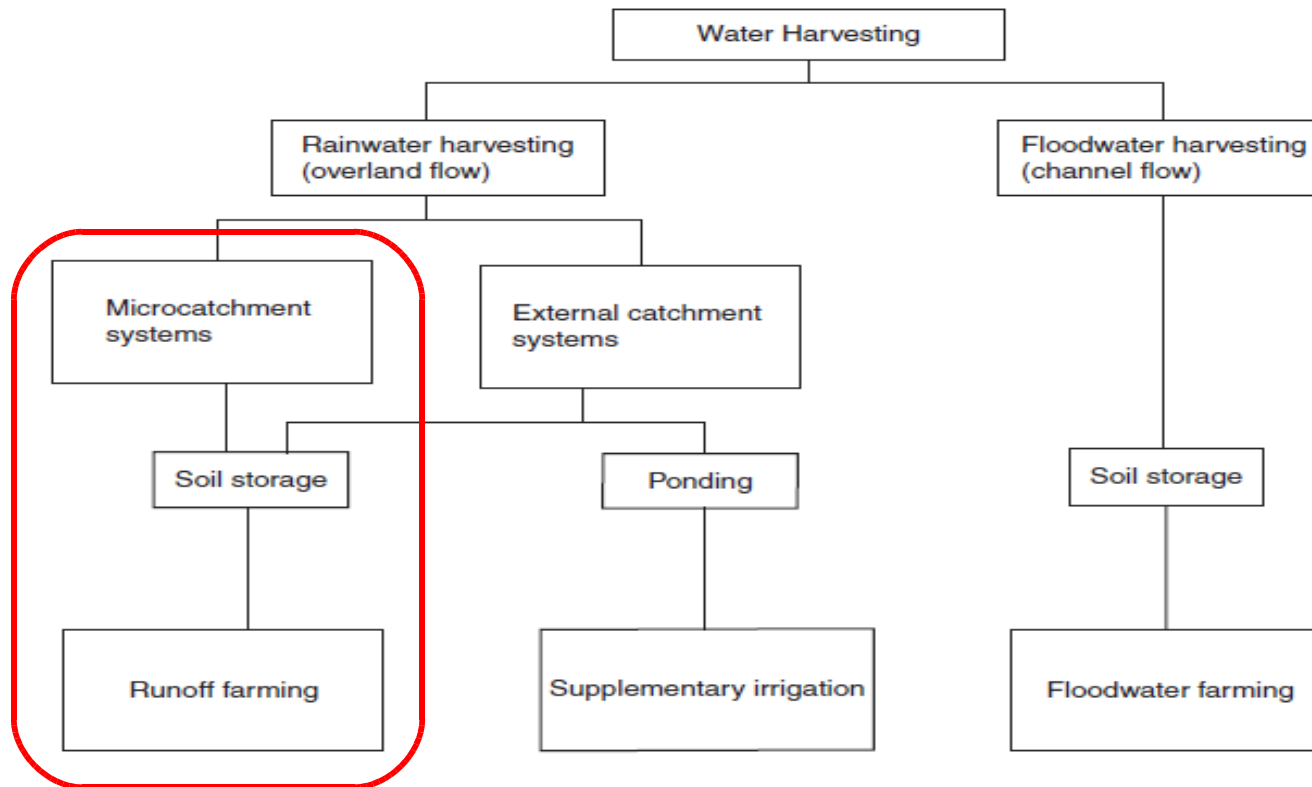 Water Harvesting
Rainwater harvesting
(overland flow)
Floodwater harvesting
(channel flow)
Microcatchment
systems
External catchment
systems
Soil storage
Ponding
Soil storage
Runoff farming
Supplementary irrigation
Floodwater farming